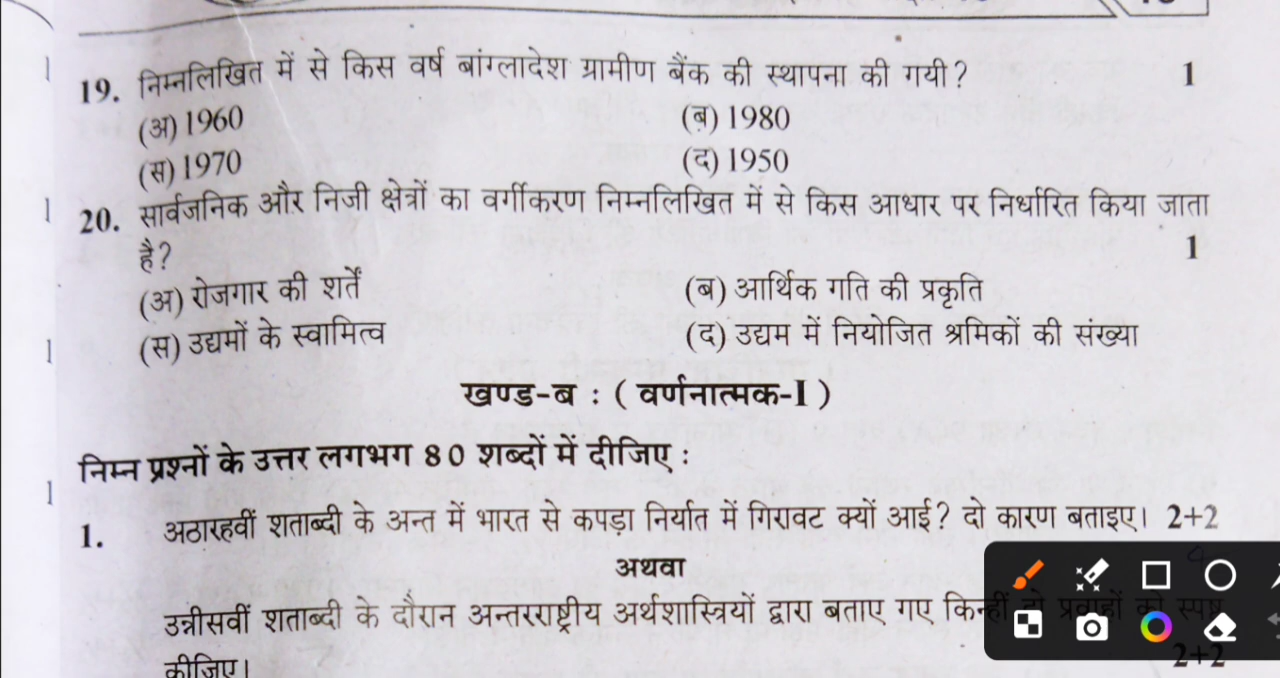 19. निम्नलिखित में से किस वर्ष बांग्लादेश ग्रामीण बैंक की स्थापना की गयी? 1
(अ) 1960 (ब) 1980
(स) 1970 (द) 1950
20. सार्वजनिक और निजी क्षेत्रों का वर्गीकरण निम्नलिखित में से किस आधार पर निर्धारित किया जाता
है? 1
(अ) रोजगार की शर्तें (ब) आर्थिक गति की प्रकृति
(स) उद्यमों के स्वामित्व (द) उद्यम में नियोजित श्रमिकों की संख्या
खण्ड-ब : ( वर्णनात्मक-I )
निम्न प्रश्नों के उत्तर लगभग 80 शब्दों में दीजिए :
1. अठारहवीं शताब्दी के अन्त में भारत से कपड़ा निर्यात में गिरावट क्यों आई? दो कारण बताइए। 2+2
अथवा
उन्नीसवीं शताब्दी के दौरान अन्तरराष्ट्रीय अर्थशास्त्रियों द्वारा बताए गए किन्हीं दो प्रवाहों को स्पष्ट
कीजिए। 2+2